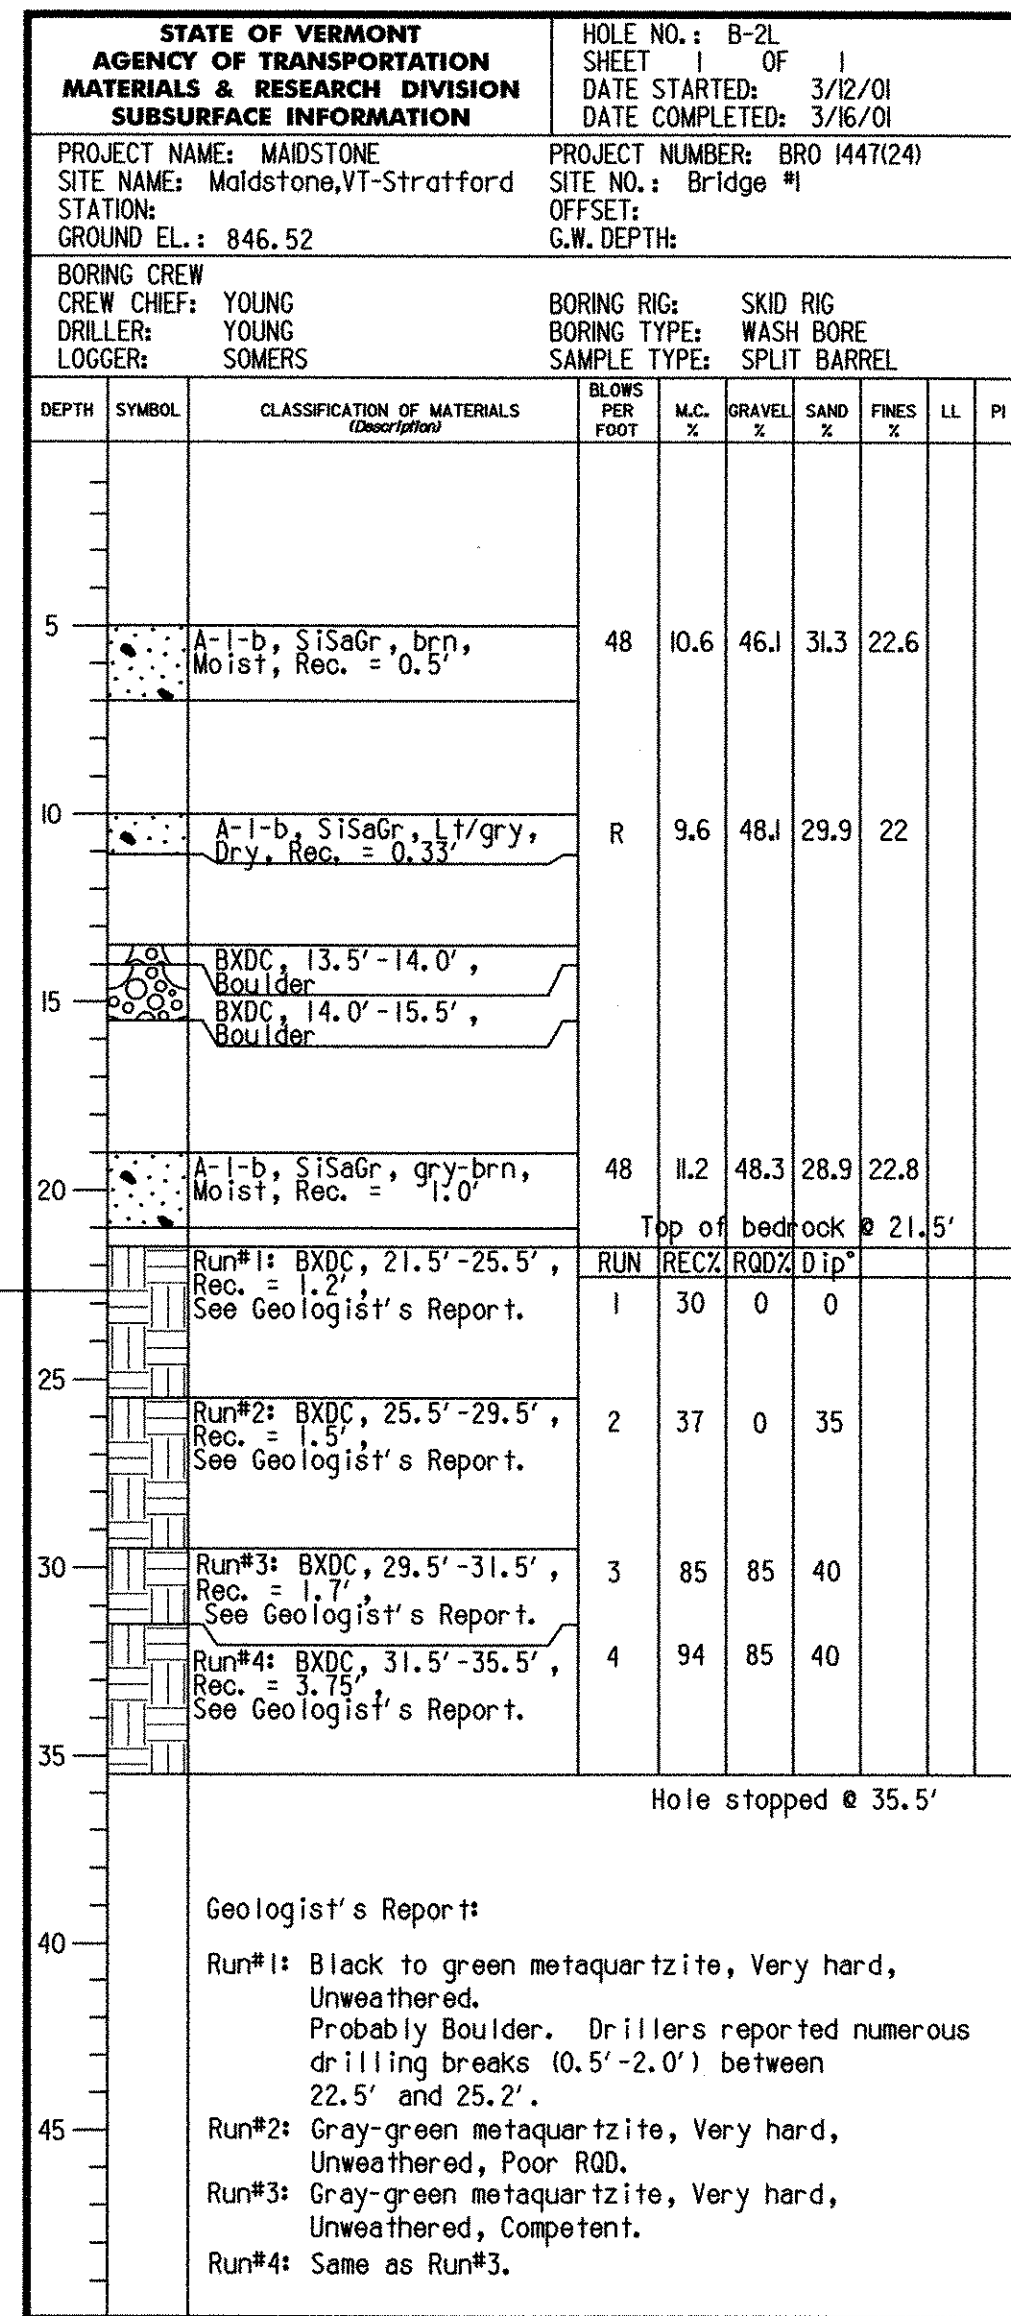 STATE OF VERMONT
AGENCY OF TRANSPORTATION
MATERIALS & RESEARCH DIVISION
SUBSURFACE INFORMATION
HOLE NO.: B-2L
SHEET 1 OF 1
DATE STARTED: 3/12/01
DATE COMPLETED: 3/16/01
PROJECT NAME: MAIDSTONE
SITE NAME: Maidstone,VT-Stratford
STATION:
GROUND EL.: 846.52
PROJECT NUMBER: BRO 1447(24)
SITE NO.: Bridge #1
OFFSET:
G.W. DEPTH:
BORING CREW
CREW CHIEF: YOUNG
DRILLER: YOUNG
LOGGER: SOMERS
BORING RIG: SKID RIG
BORING TYPE: WASH BORE
SAMPLE TYPE: SPLIT BARREL
DEPTH SYMBOL CLASSIFICATION OF MATERIALS (Description) BLOWS PER FOOT M.C. % GRAVEL % SAND % FINES % LL PI
5
A-1-b, SiSaGr, brn, 48 10.6 46.1 31.3 22.6
Moist, Rec. = 0.5'
10
A-1-b, SiSaGr, Lt/gry, R 9.6 48.1 29.9 22
Dry, Rec. = 0.33'
BXDC, 13.5'-14.0',
Boulder
15
BXDC, 14.0'-15.5',
Boulder
A-1-b, SiSaGr, gry-brn, 48 11.2 48.3 28.9 22.8
Moist, Rec. = 1.0'
20
Top of bedrock @ 21.5'
RUN REC% RQD% Dip°
Run#1: BXDC, 21.5'-25.5',
Rec. = 1.2',
See Geologist's Report.
1 30 0 0
25
Run#2: BXDC, 25.5'-29.5',
Rec. = 1.5',
See Geologist's Report.
2 37 0 35
30
Run#3: BXDC, 29.5'-31.5',
Rec. = 1.7',
See Geologist's Report.
3 85 85 40
Run#4: BXDC, 31.5'-35.5',
Rec. = 3.75',
See Geologist's Report.
4 94 85 40
35
Hole stopped @ 35.5'
Geologist's Report:
40
Run#1: Black to green metaquartzite, Very hard,
Unweathered.
Probably Boulder. Drillers reported numerous
drilling breaks (0.5'-2.0') between
22.5' and 25.2'.
45
Run#2: Gray-green metaquartzite, Very hard,
Unweathered, Poor RQD.
Run#3: Gray-green metaquartzite, Very hard,
Unweathered, Competent.
Run#4: Same as Run#3.